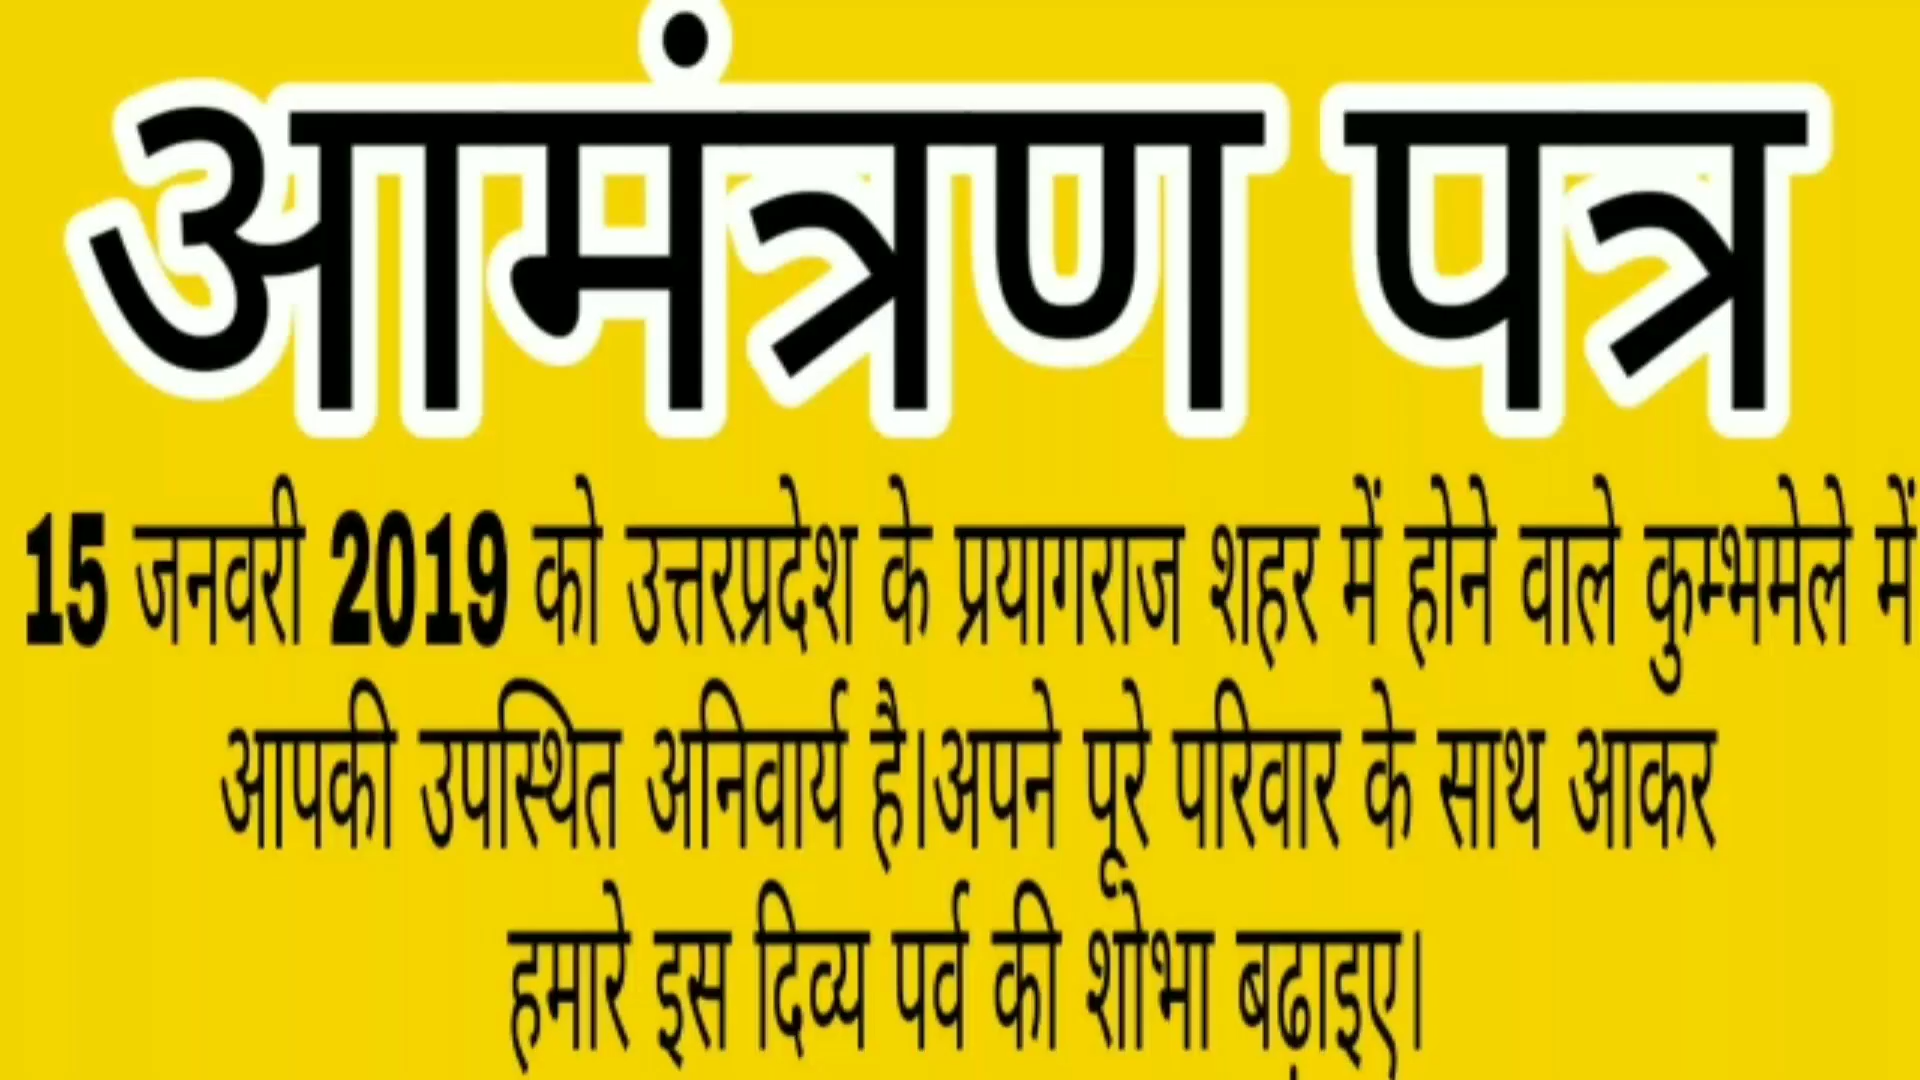 आमंत्रण पत्र
15 जनवरी 2019 को उत्तरप्रदेश के प्रयागराज शहर में होने वाले कुम्भमेले में
आपकी उपस्थित अनिवार्य है।अपने पूरे परिवार के साथ आकर
हमारे इस दिव्य पर्व की शोभा बढ़ाइए।